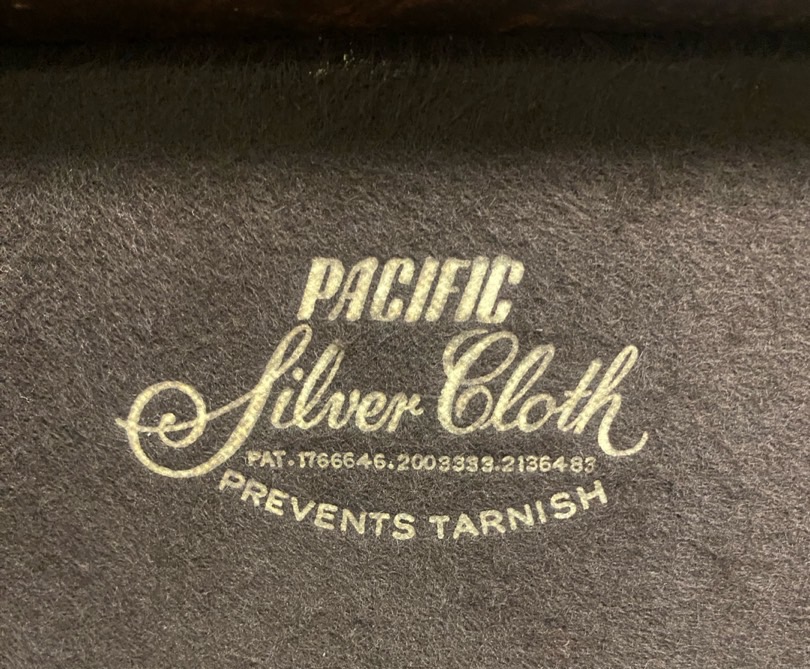 PACIFIC
Silver Cloth
PAT. 1766646.2003333.2136483
PREVENTS TARNISH